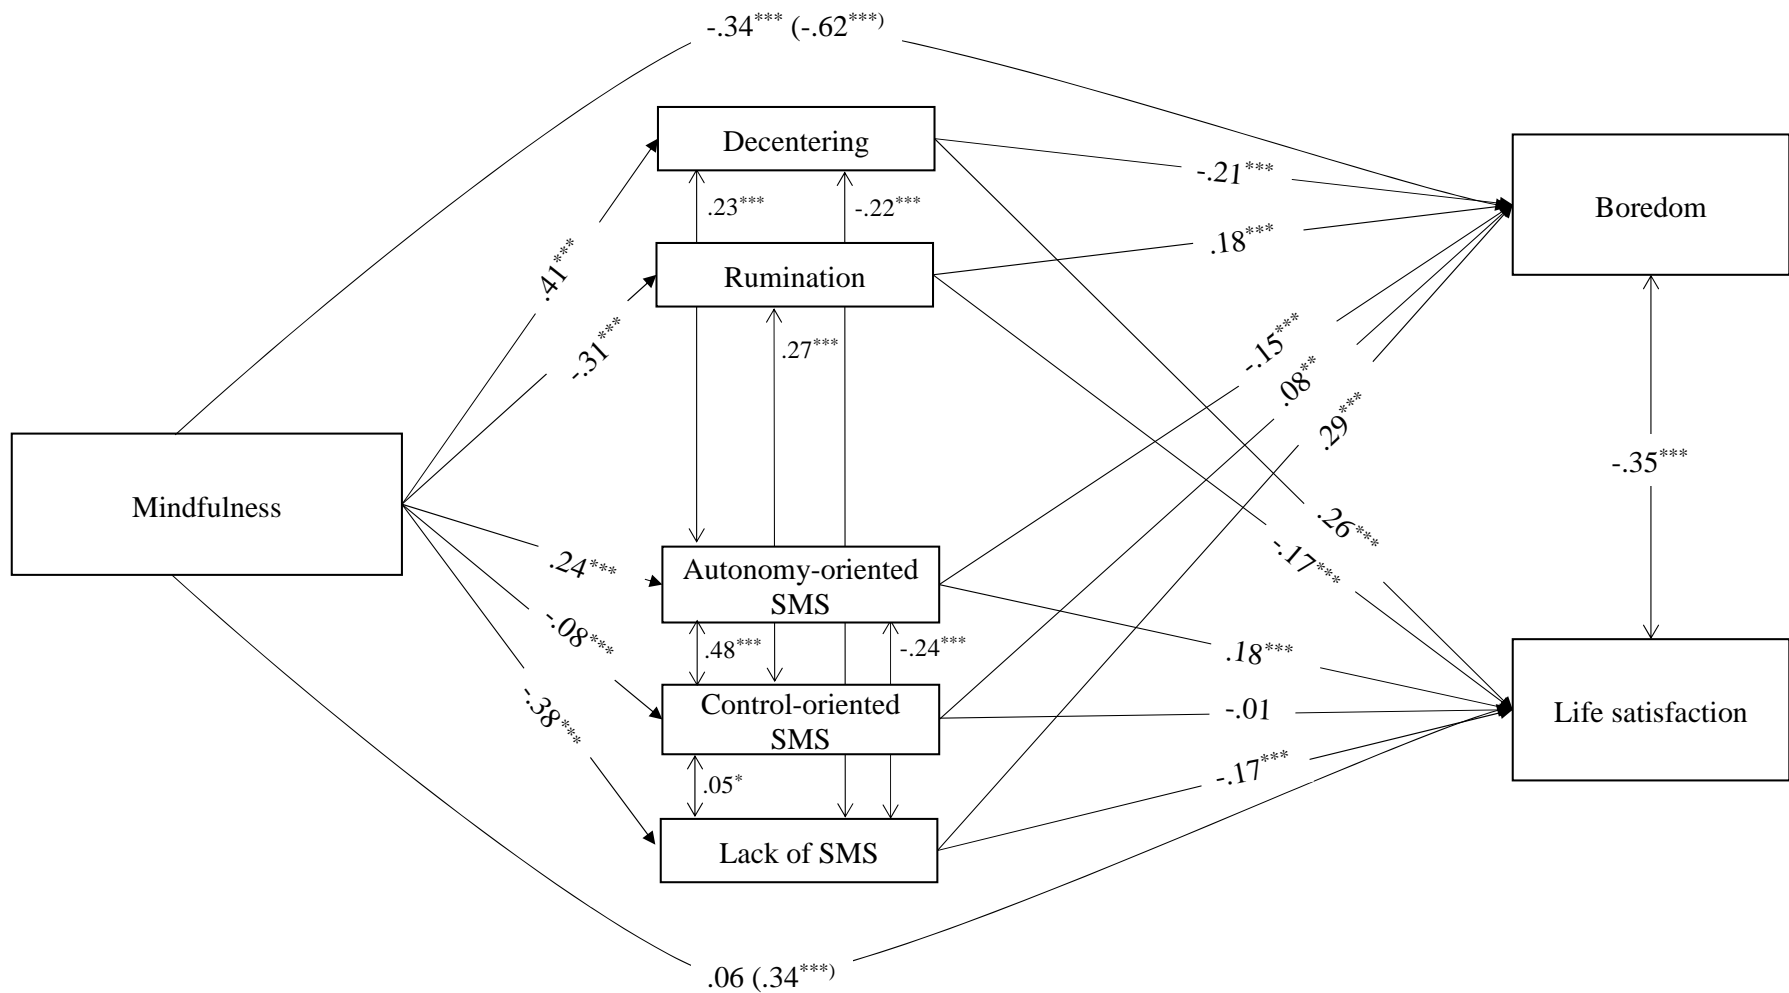 -.34*** (-.62***)
Decentering
-.21***
Boredom
.23***
-.22***
.18***
Rumination
.41***
-.31***
.27***
-.15***
.08**
.29***
-.35***
Mindfulness
.26***
-.17***
.24***
Autonomy-oriented
SMS
-.08***
.48***
-.24***
.18***
-.38***
Control-oriented
SMS
-.01
Life satisfaction
.05*
-.17***
Lack of SMS
.06 (.34***)